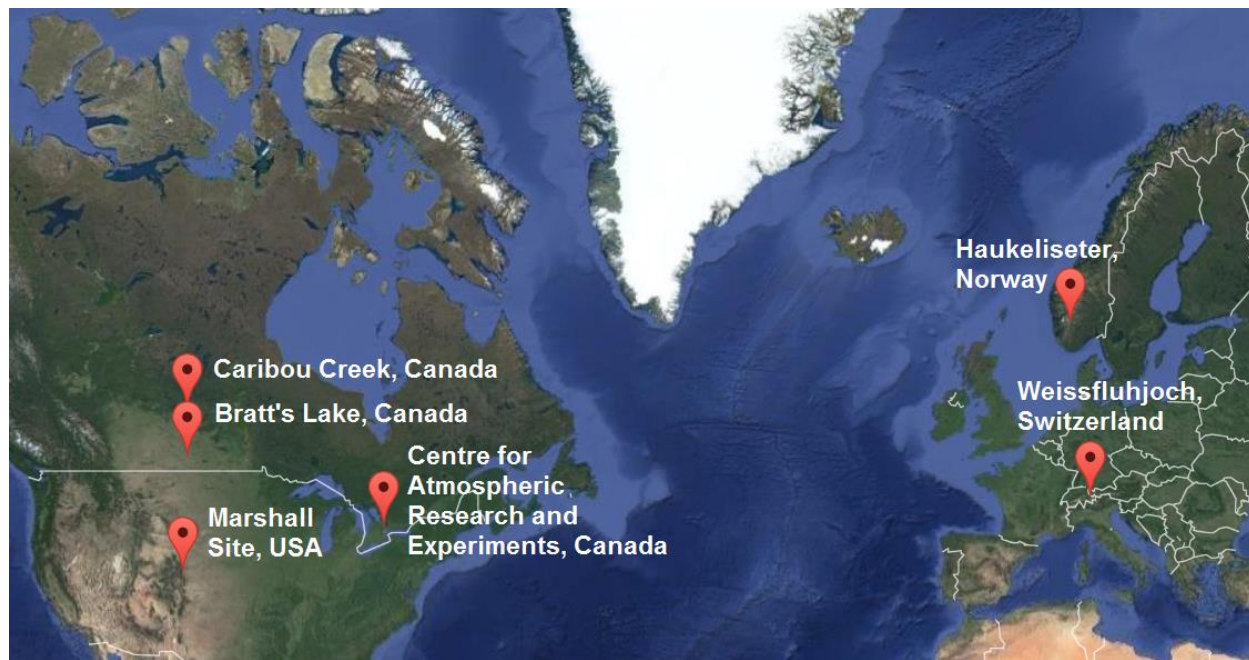 Haukeliseter,
Norway
Caribou Creek, Canada
Weissfluhjoch,
Switzerland
Bratt's Lake, Canada
Centre for
Atmospheric
Research and
Experiments, Canada
Marshall
Site, USA